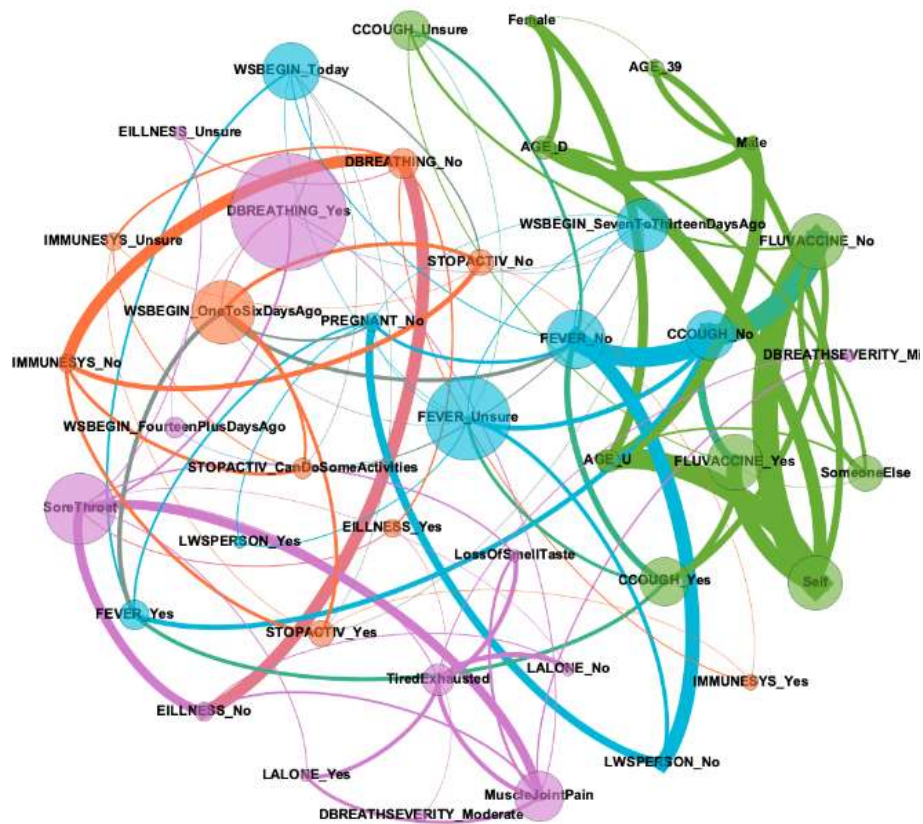 Female
CCOUGH_Unsure
WSBEGIN_Today
AGE_39
EILLNESS_Unsure
Male
AGE_D
DBREATHING_No
DBREATHING_Yes
WSBEGIN_SevenToThirteenDaysAgo
IMMUNESYS_Unsure
FLUVACCINE_No
STOPACTIV_No
WSBEGIN_OneToSixDaysAgo
PREGNANT_No
FEVER_No
CCOUGH_No
IMMUNESYS_No
DBREATHSEVERITY_Mi
FEVER_Unsure
WSBEGIN_FourteenPlusDaysAgo
AGE_U
FLUVACCINE_Yes
STOPACTIV_CanDoSomeActivities
SomeoneElse
SoreThroat
EILLNESS_Yes
LWSPERSON_Yes
LossOfSmellTaste
CCOUGH_Yes
Self
FEVER_Yes
STOPACTIV_Yes
LALONE_No
TiredExhausted
IMMUNESYS_Yes
EILLNESS_No
LWSPERSON_No
LALONE_Yes
MuscleJointPain
DBREATHSEVERITY_Moderate